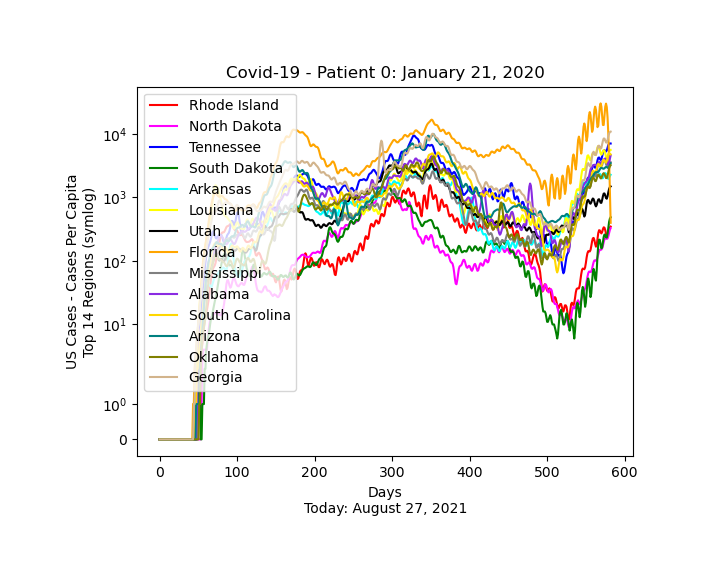 Covid-19 - Patient 0: January 21, 2020
US Cases - Cases Per Capita
Top 14 Regions (symlog)
10^4
10^3
10^2
10^1
10^0
0
Rhode Island
North Dakota
Tennessee
South Dakota
Arkansas
Louisiana
Utah
Florida
Mississippi
Alabama
South Carolina
Arizona
Oklahoma
Georgia
0 100 200 300 400 500 600
Days
Today: August 27, 2021